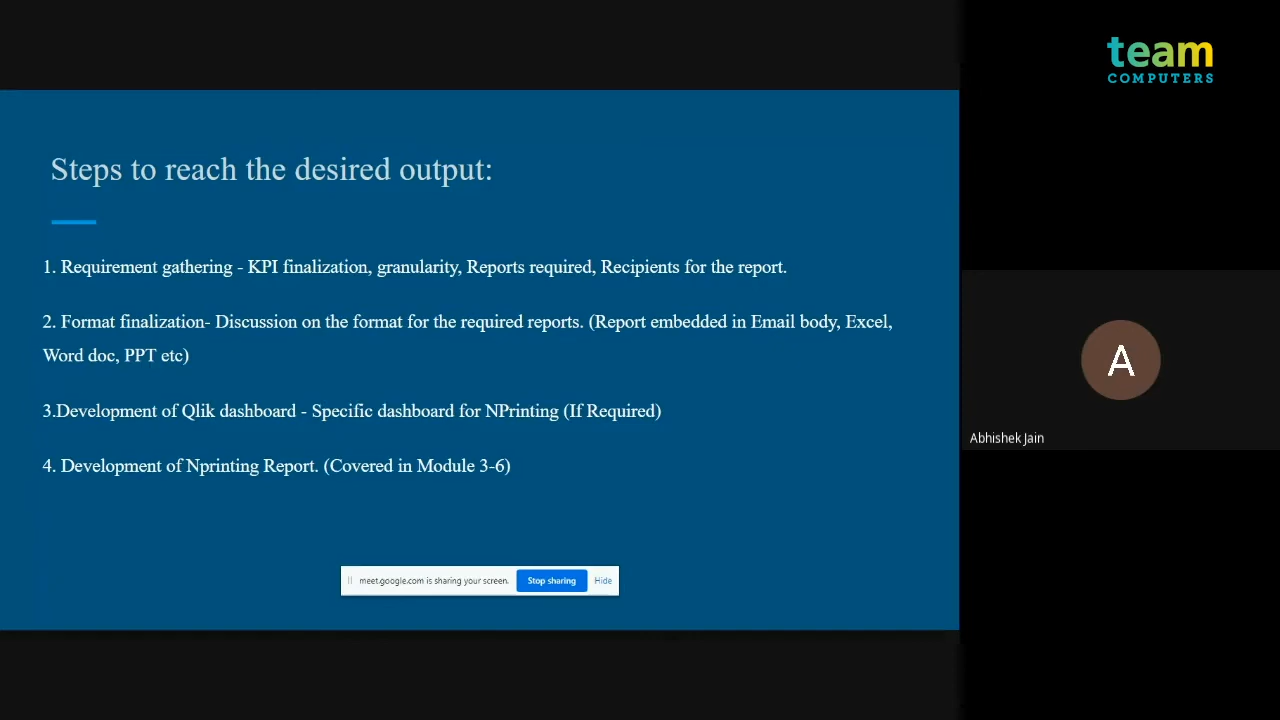 team
COMPUTERS
Steps to reach the desired output:
1. Requirement gathering - KPI finalization, granularity, Reports required, Recipients for the report.
2. Format finalization- Discussion on the format for the required reports. (Report embedded in Email body, Excel,
Word doc, PPT etc)
3.Development of Qlik dashboard - Specific dashboard for NPrinting (If Required)
4. Development of Nprinting Report. (Covered in Module 3-6)
A
Abhishek Jain
meet.google.com is sharing your screen. Stop sharing Hide